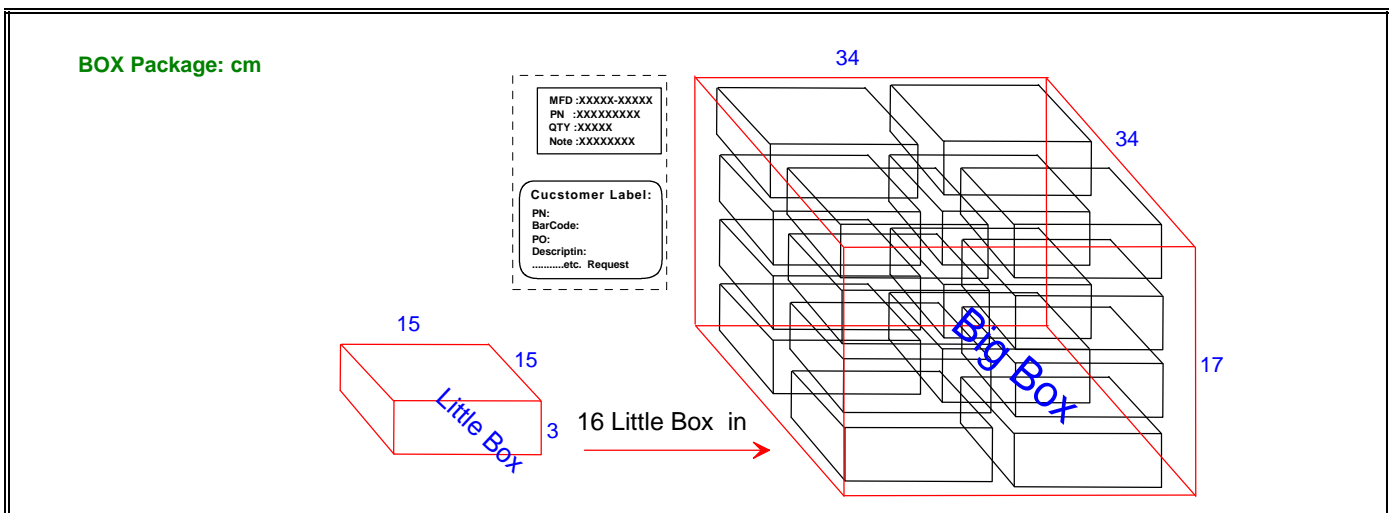 BOX Package: cm
MFD :XXXXX-XXXXX
PN :XXXXXXXXX
QTY :XXXXX
Note :XXXXXXXX
Cucstomer Label:
PN:
BarCode:
PO:
Descriptin:
...........etc. Request
34
34
17
Big Box
15
15
3
Little Box
16 Little Box in